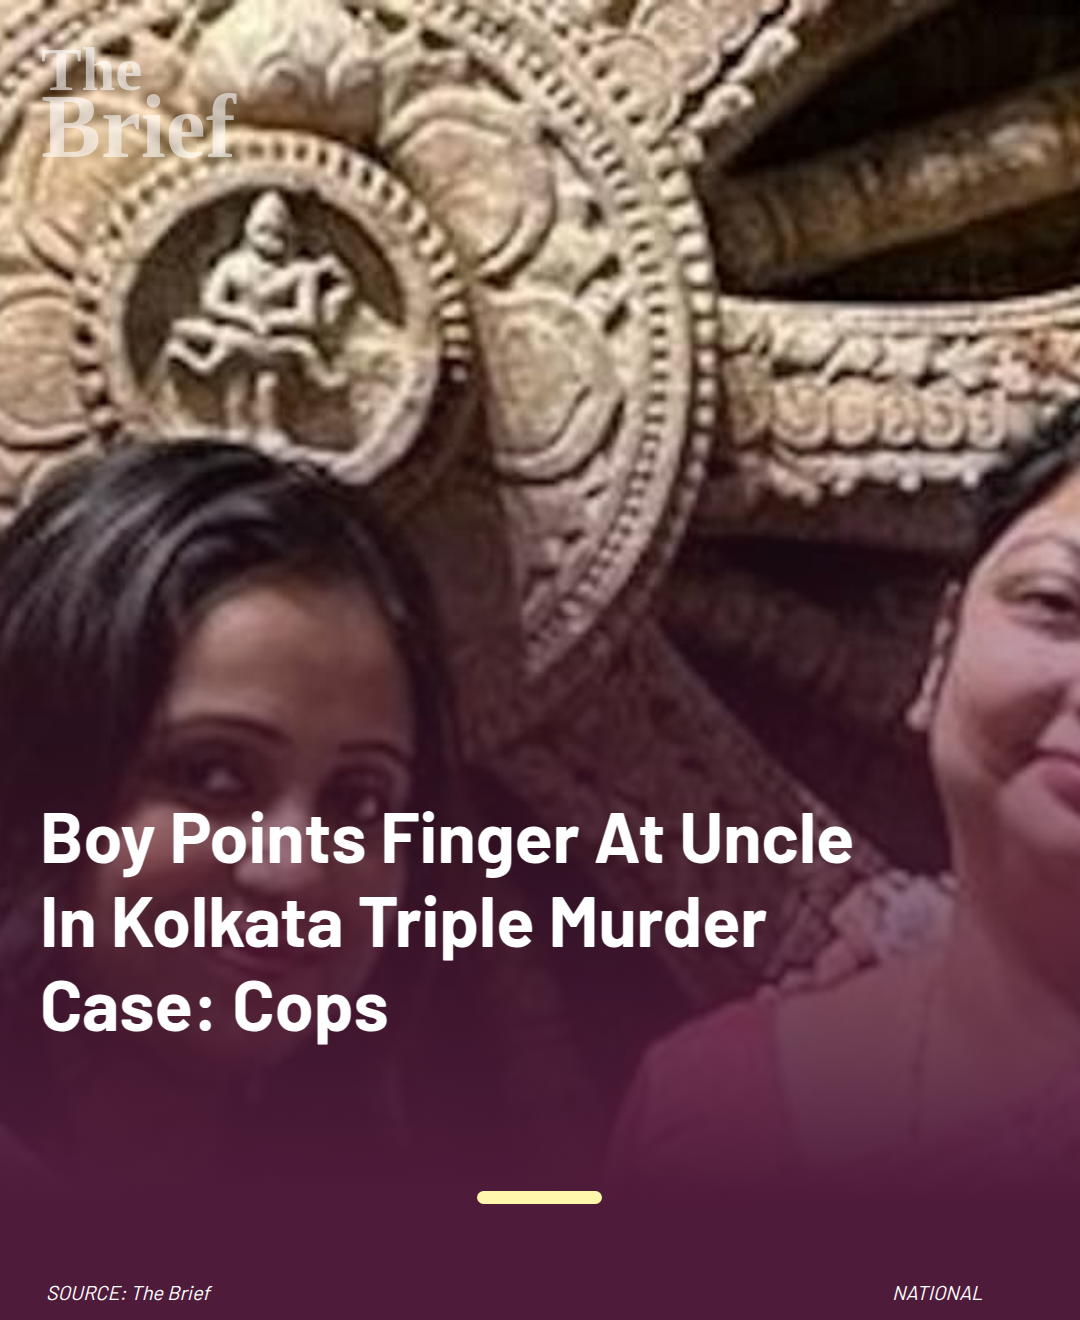 The
Brief
Boy Points Finger At Uncle
In Kolkata Triple Murder
Case: Cops
SOURCE: The Brief
NATIONAL